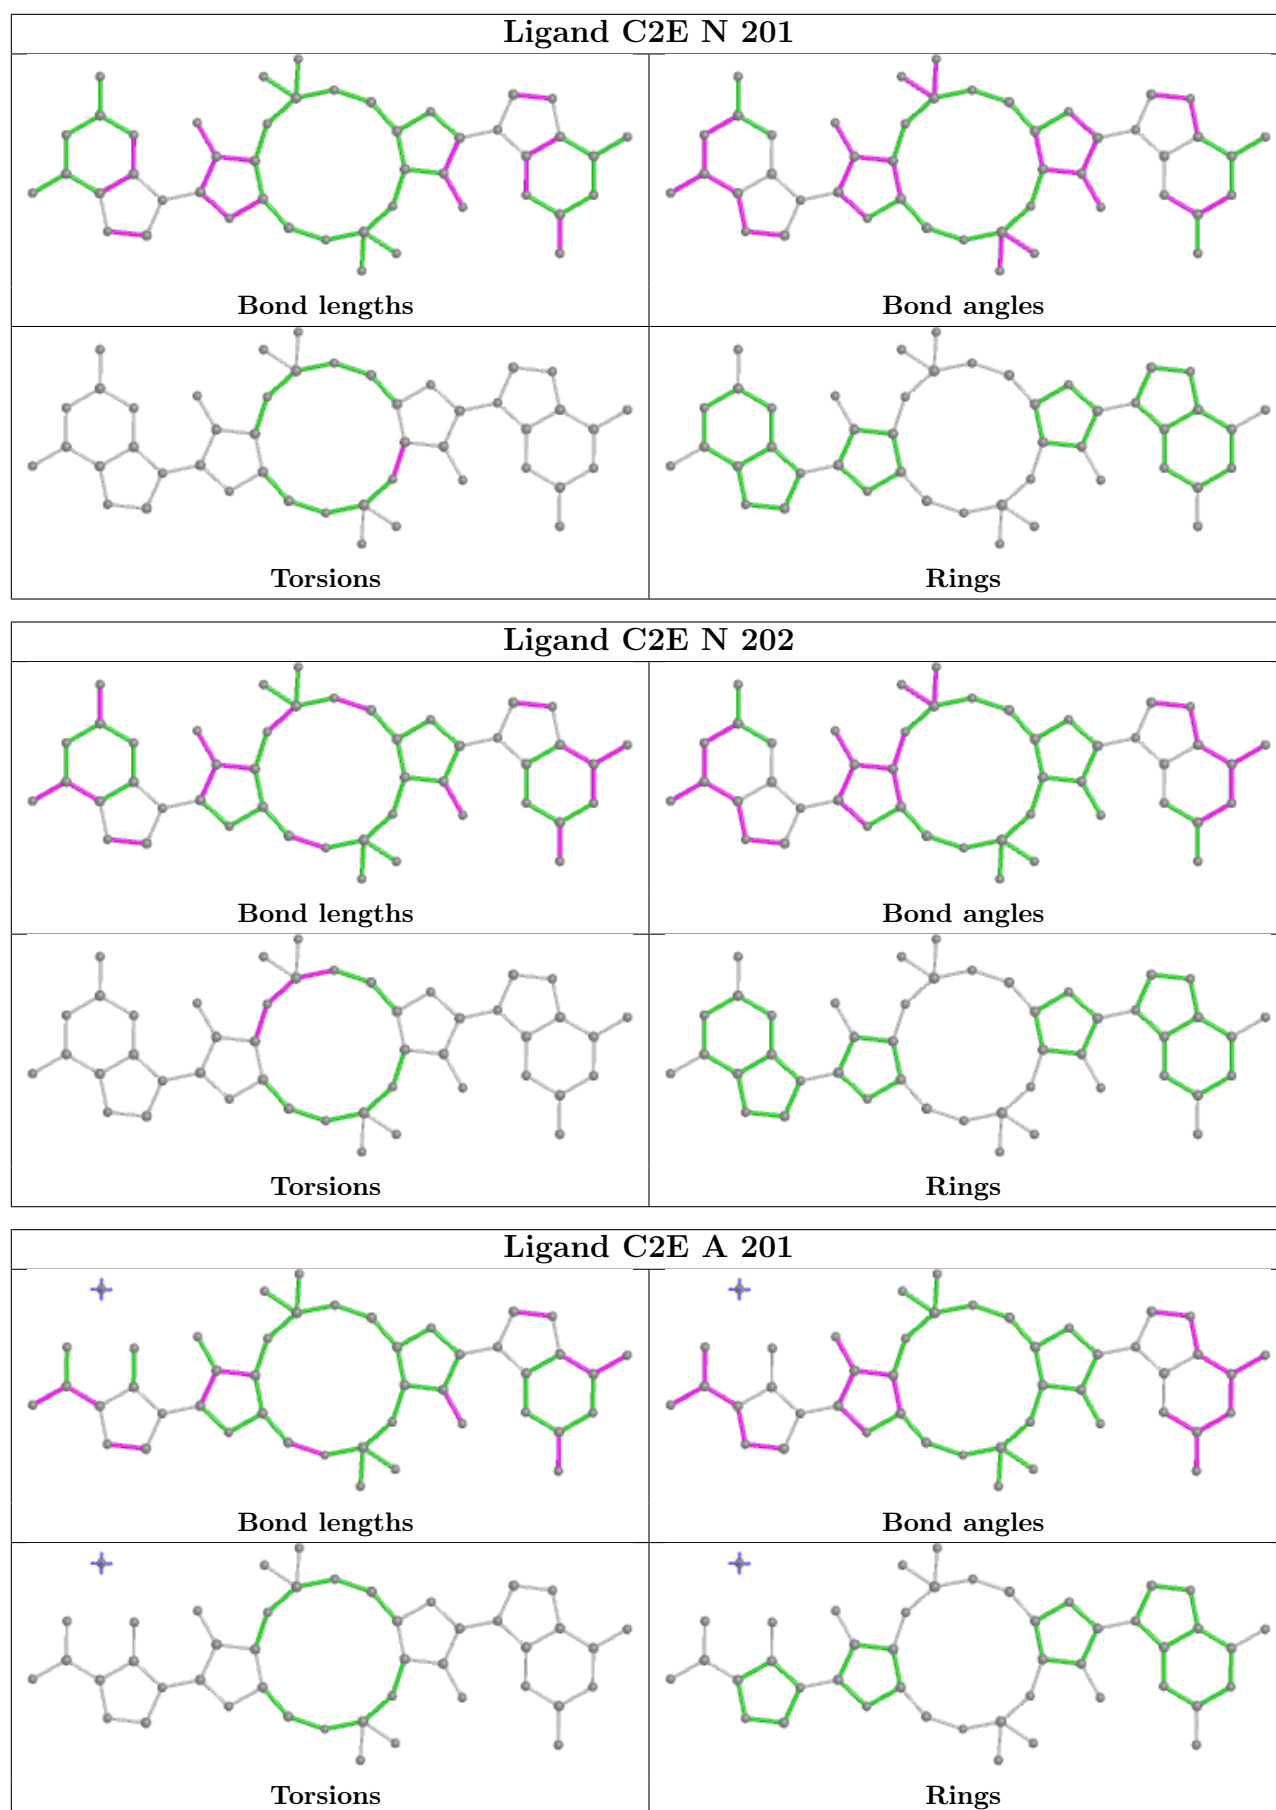 Ligand C2E N 201
Bond lengths
Bond angles
Torsions
Rings
Ligand C2E N 202
Bond lengths
Bond angles
Torsions
Rings
Ligand C2E A 201
Bond lengths
Bond angles
Torsions
Rings